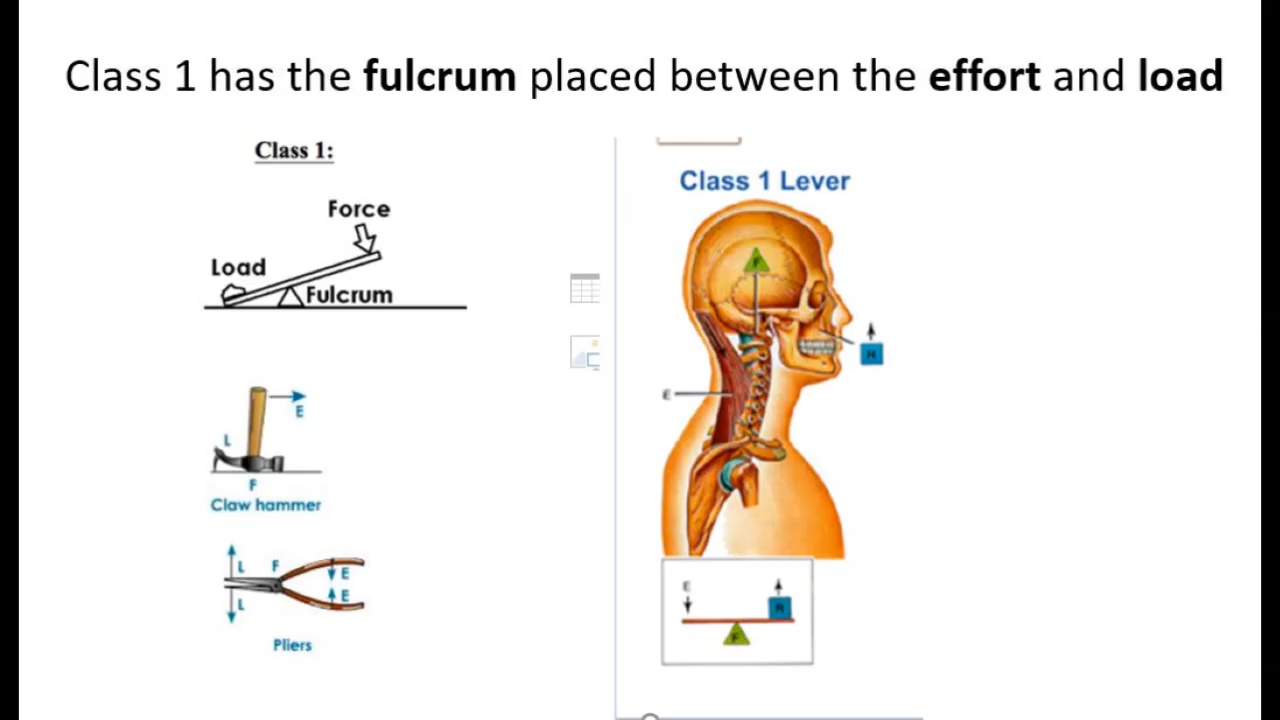 Class 1 has the fulcrum placed between the effort and load
Class 1:
Force
Load
Fulcrum
E
L
F
Claw hammer
L F E
L E
Pliers
Class 1 Lever
F
R
E
E
R
F